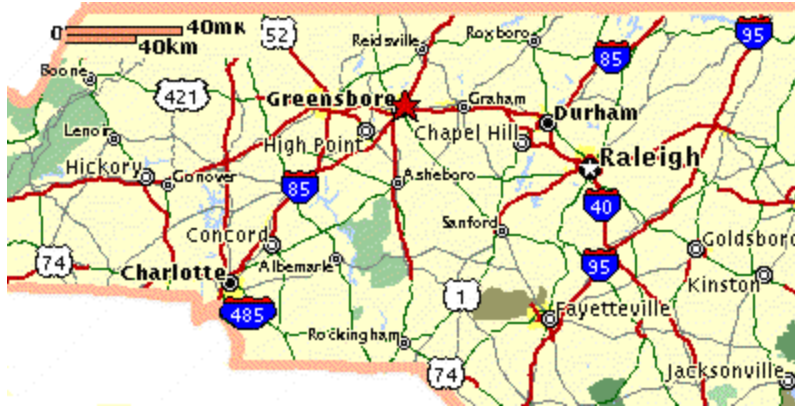 0 40mi
40km
52
95
Reidsville
Roxboro
85
Boone
421
Greensboro
Graham
Durham
Lenoir
High Point
Chapel Hill
Raleigh
Hickory
Conover
85
Asheboro
40
Concord
Sanford
Goldsboro
74
Charlotte
Albemarle
95
Kinston
1
485
Fayetteville
Rockingham
74
Jacksonville